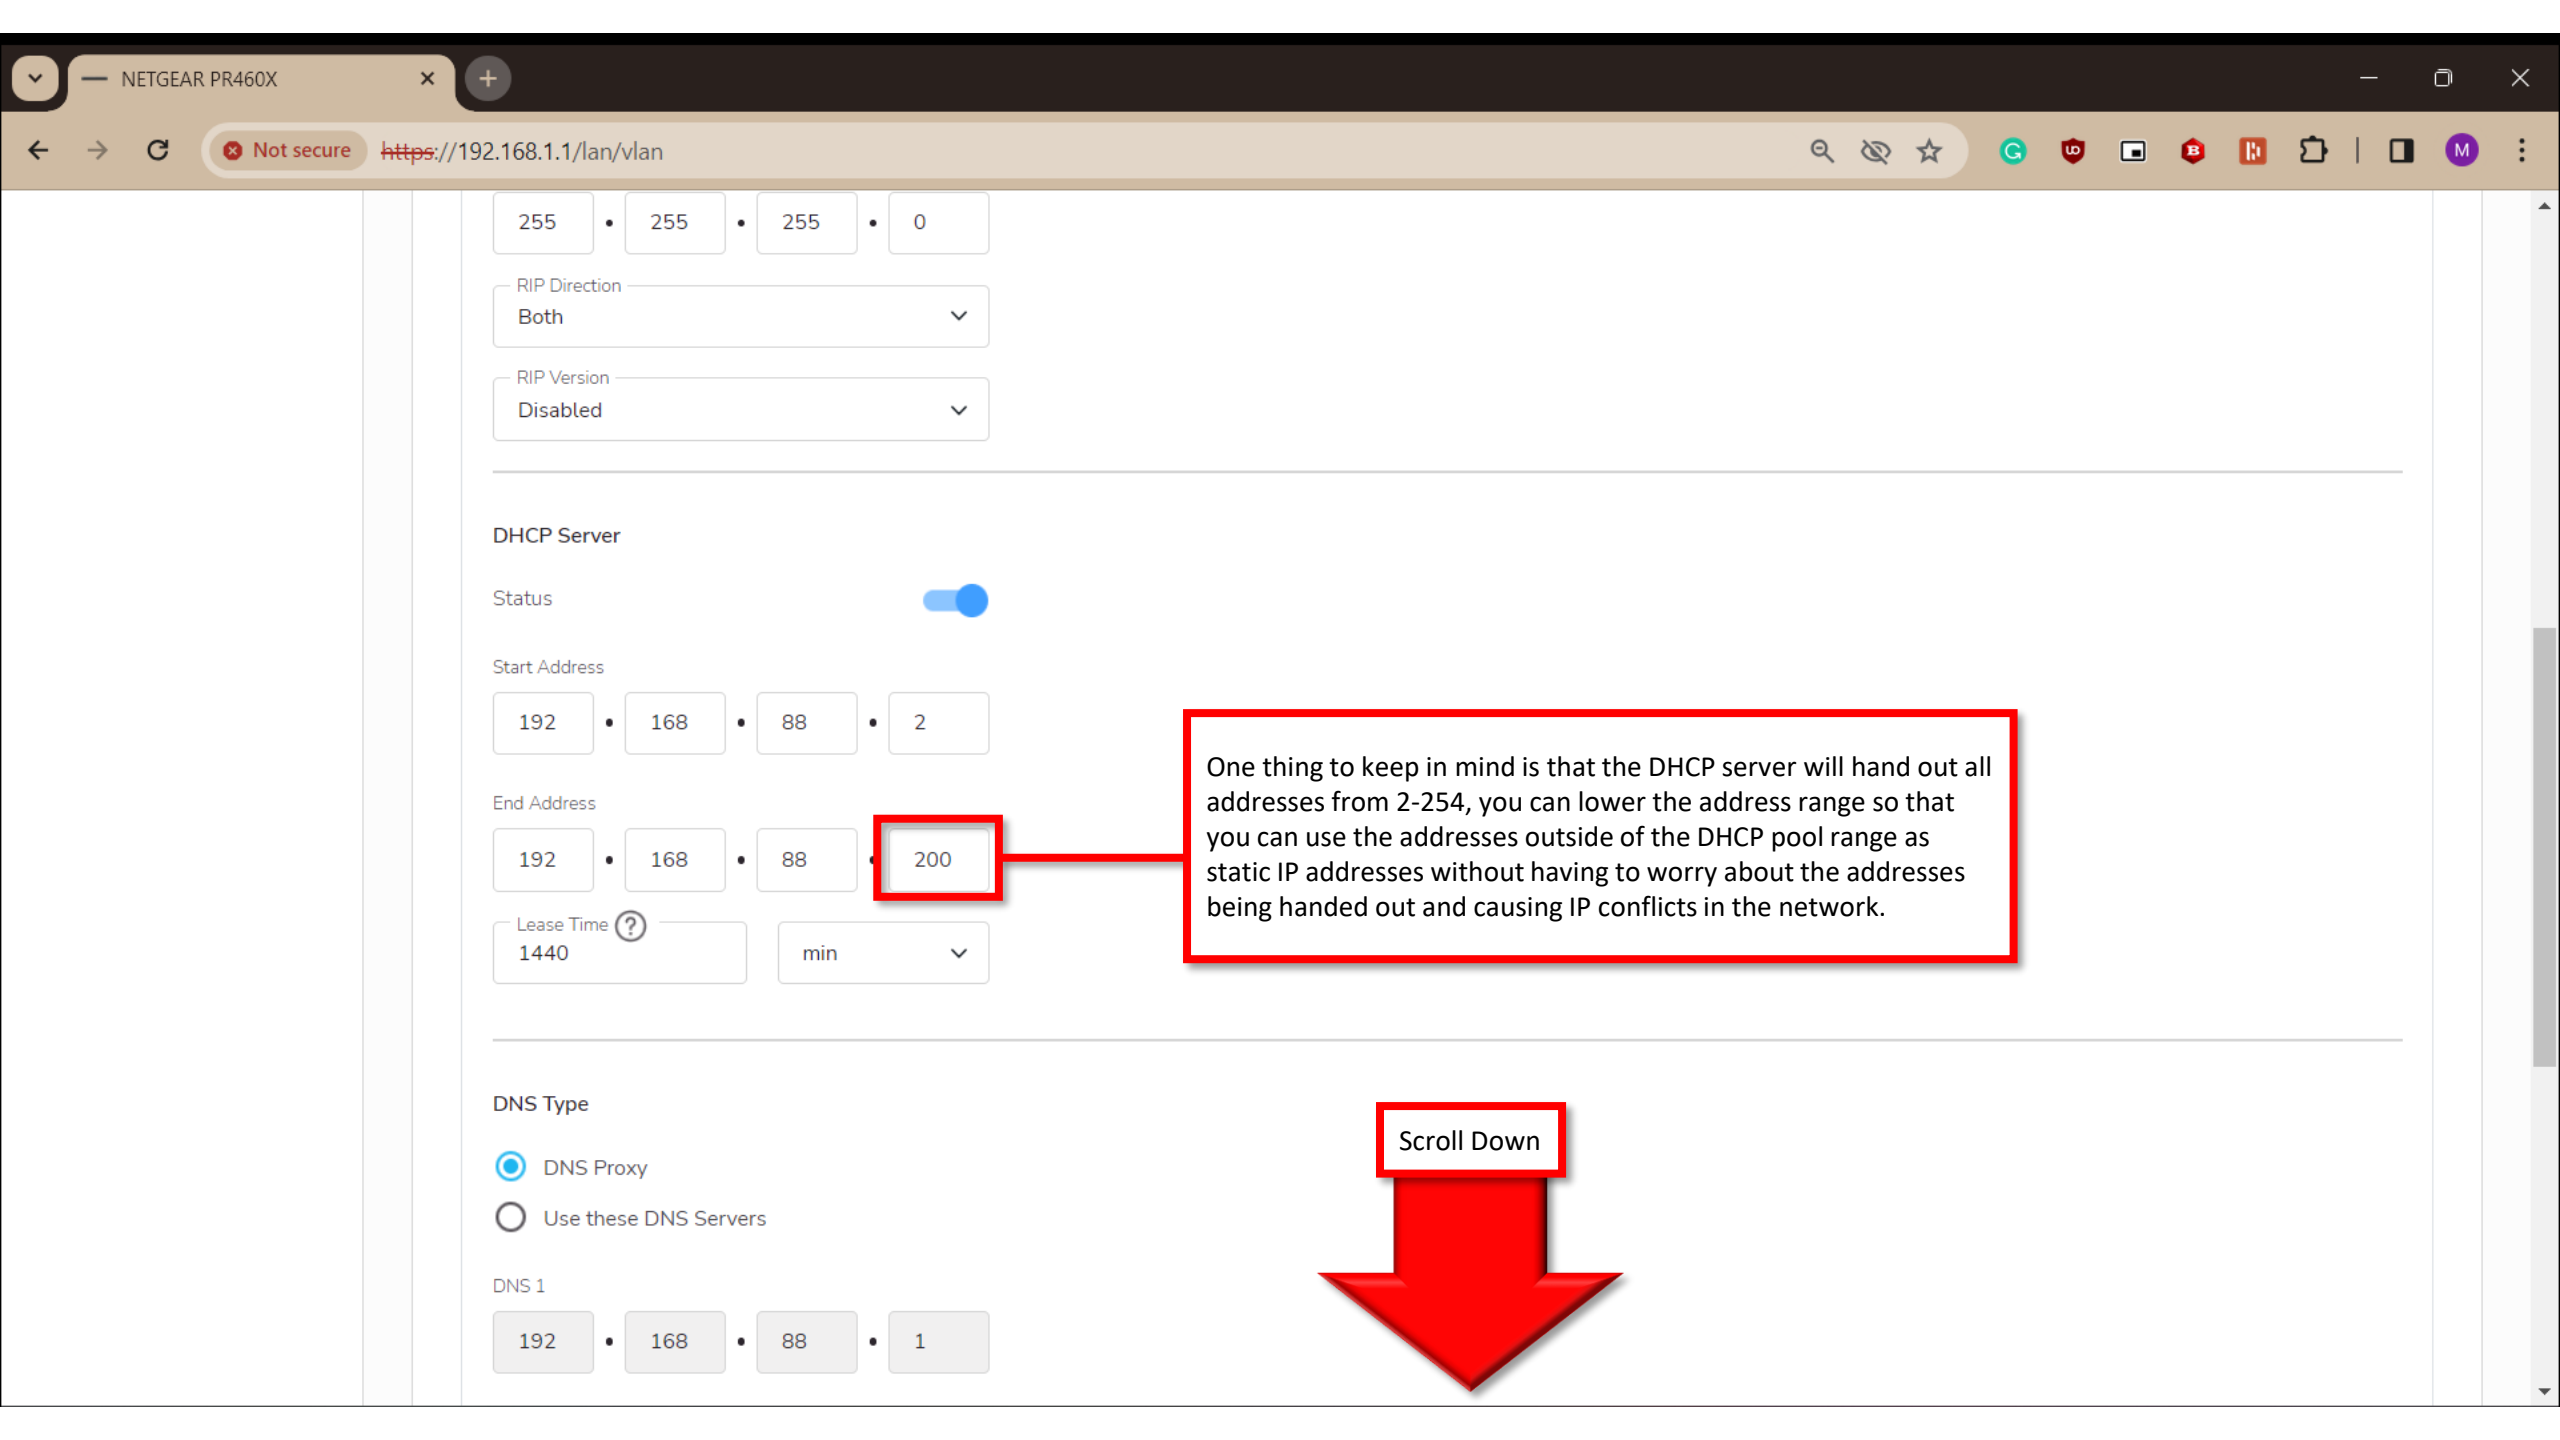 NETGEAR PR460X
Not secure https://192.168.1.1/lan/vlan
M
255 • 255 • 255 • 0
RIP Direction
Both
RIP Version
Disabled
DHCP Server
Status
Start Address
192 • 168 • 88 • 2
End Address
192 • 168 • 88 • 200
One thing to keep in mind is that the DHCP server will hand out all
addresses from 2-254, you can lower the address range so that
you can use the addresses outside of the DHCP pool range as
static IP addresses without having to worry about the addresses
being handed out and causing IP conflicts in the network.
Lease Time ?
1440 min
DNS Type
DNS Proxy
Use these DNS Servers
Scroll Down
DNS 1
192 • 168 • 88 • 1